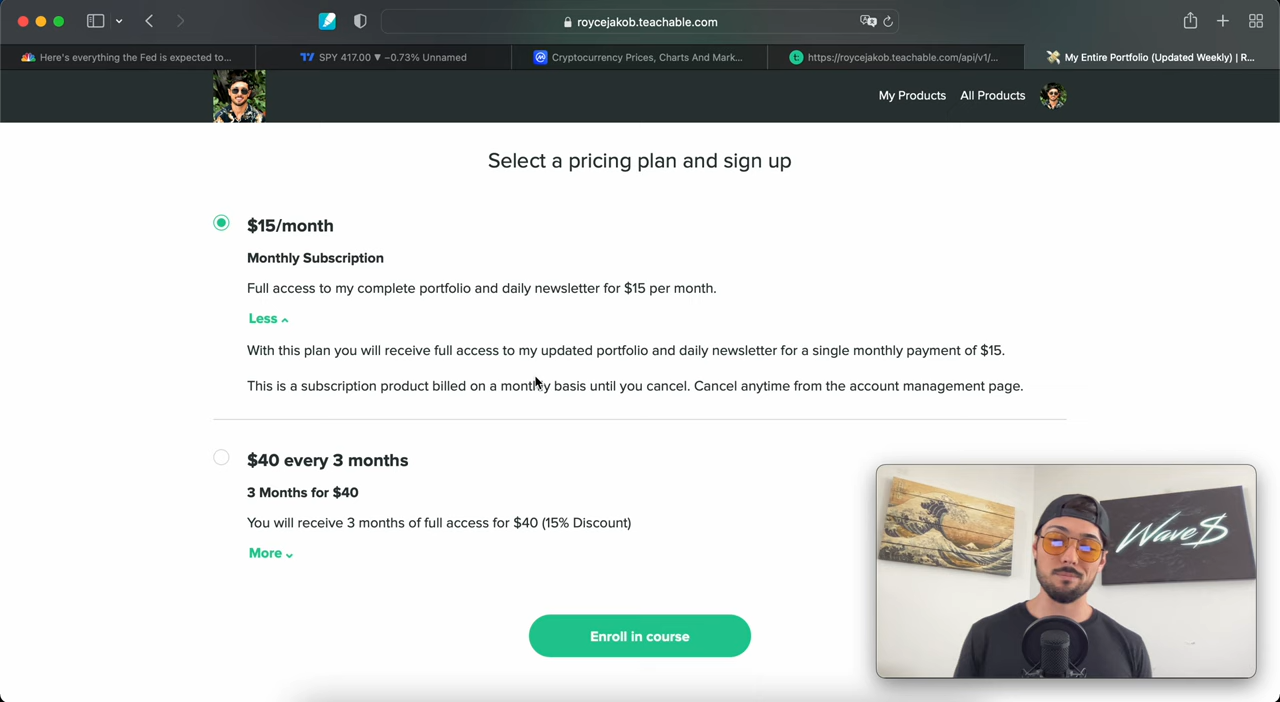 roycejakob.teachable.com
Here's everything the Fed is expected to...
SPY 417.00 ▼ −0.73% Unnamed
Cryptocurrency Prices, Charts And Mark...
https://roycejakob.teachable.com/api/v1/...
My Entire Portfolio (Updated Weekly) | R...
My Products
All Products
Select a pricing plan and sign up
$15/month
Monthly Subscription
Full access to my complete portfolio and daily newsletter for $15 per month.
Less
With this plan you will receive full access to my updated portfolio and daily newsletter for a single monthly payment of $15.
This is a subscription product billed on a monthly basis until you cancel. Cancel anytime from the account management page.
$40 every 3 months
3 Months for $40
You will receive 3 months of full access for $40 (15% Discount)
More
Enroll in course
Wave$